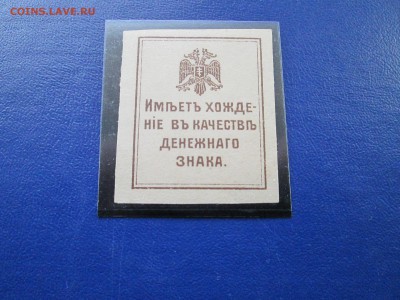 COINS.LAVE.RU
Имѣетъ хожде-
ніе въ качествѣ
денежнаго
знака.